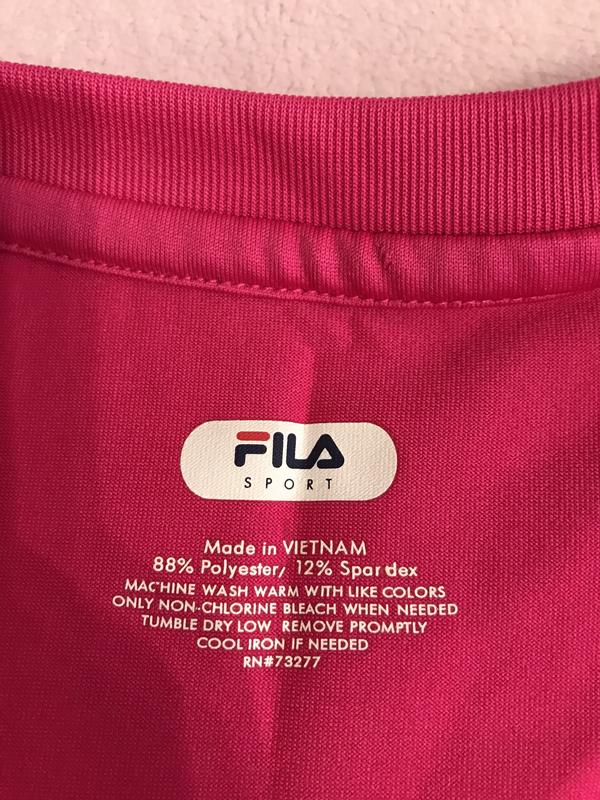 FILA
SPORT
Made in VIETNAM
88% Polyester, 12% Spandex
MACHINE WASH WARM WITH LIKE COLORS
ONLY NON-CHLORINE BLEACH WHEN NEEDED
TUMBLE DRY LOW REMOVE PROMPTLY
COOL IRON IF NEEDED
RN#73277